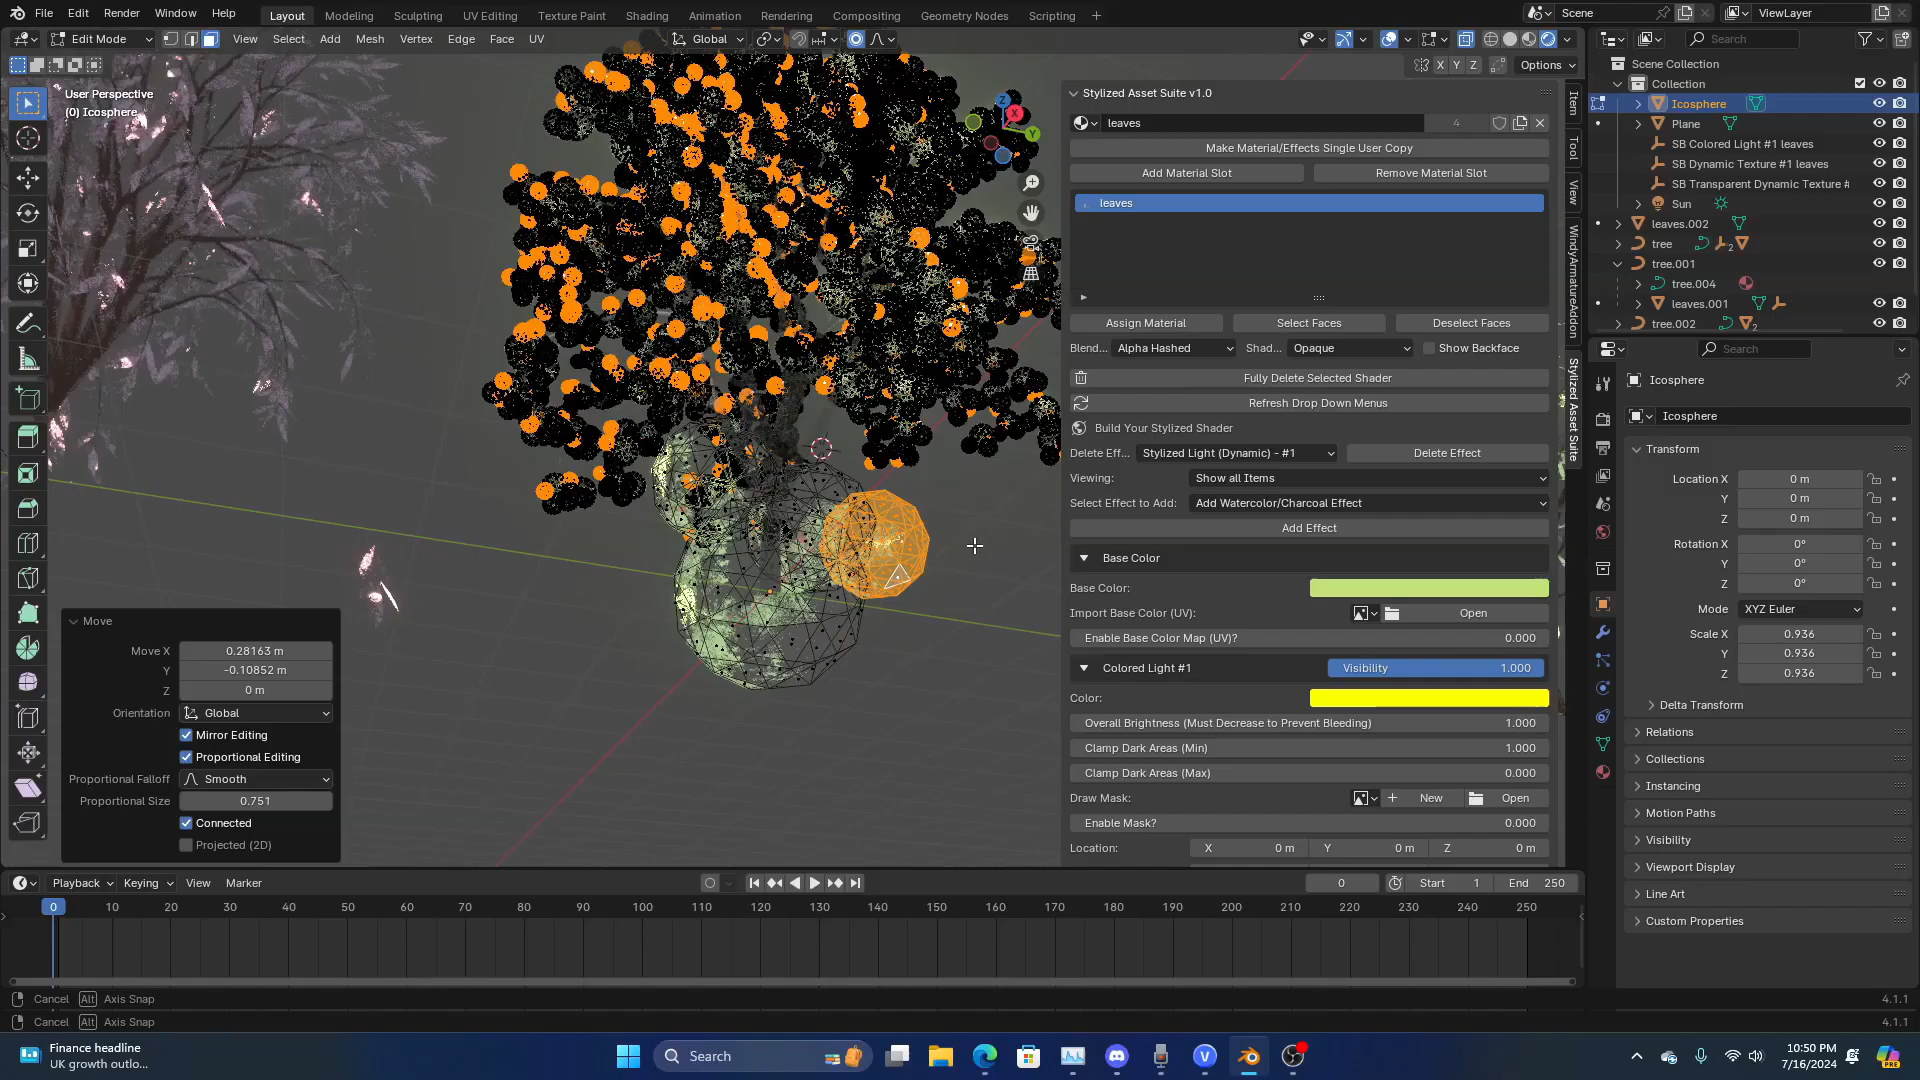 File Edit Render Window Help Layout Modeling Sculpting UV Editing Texture Paint Shading Animation Rendering Compositing Geometry Nodes Scripting + Scene ViewLayer
Edit Mode View Select Add Mesh Vertex Edge Face UV Global Search
X Y Z Options
User Perspective
(0) Icosphere
Stylized Asset Suite v1.0
leaves 4
Make Material/Effects Single User Copy
Add Material Slot Remove Material Slot
leaves
Assign Material Select Faces Deselect Faces
Blend... Alpha Hashed Shad... Opaque Show Backface
Fully Delete Selected Shader
Refresh Drop Down Menus
Build Your Stylized Shader
Delete Eff... Stylized Light (Dynamic) - #1 Delete Effect
Viewing: Show all Items
Select Effect to Add: Add Watercolor/Charcoal Effect
Add Effect
Base Color
Base Color:
Import Base Color (UV): Open
Enable Base Color Map (UV)? 0.000
Colored Light #1 Visibility 1.000
Color:
Overall Brightness (Must Decrease to Prevent Bleeding) 1.000
Clamp Dark Areas (Min) 1.000
Clamp Dark Areas (Max) 0.000
Draw Mask: New Open
Enable Mask? 0.000
Location: X 0 m Y 0 m Z 0 m
Item
Tool
View
WindyArmatureAddon
Stylized Asset Suite
Scene Collection
Collection
Icosphere
Plane
SB Colored Light #1 leaves
SB Dynamic Texture #1 leaves
SB Transparent Dynamic Texture #
Sun
leaves.002
tree 2
tree.001
tree.004
leaves.001
tree.002 2
Search
Icosphere
Icosphere
Transform
Location X 0 m
Y 0 m
Z 0 m
Rotation X 0°
Y 0°
Z 0°
Mode XYZ Euler
Scale X 0.936
Y 0.936
Z 0.936
Delta Transform
Relations
Collections
Instancing
Motion Paths
Visibility
Viewport Display
Line Art
Custom Properties
Move
Move X 0.28163 m
Y -0.10852 m
Z 0 m
Orientation Global
Mirror Editing
Proportional Editing
Proportional Falloff Smooth
Proportional Size 0.751
Connected
Projected (2D)
Playback Keying View Marker 0 Start 1 End 250
0 10 20 30 40 50 60 70 80 90 100 110 120 130 140 150 160 170 180 190 200 210 220 230 240 250
Cancel Alt Axis Snap 4.1.1
Cancel Alt Axis Snap 4.1.1
Finance headline
UK growth outlo...
Search
10:50 PM
7/16/2024
PRE